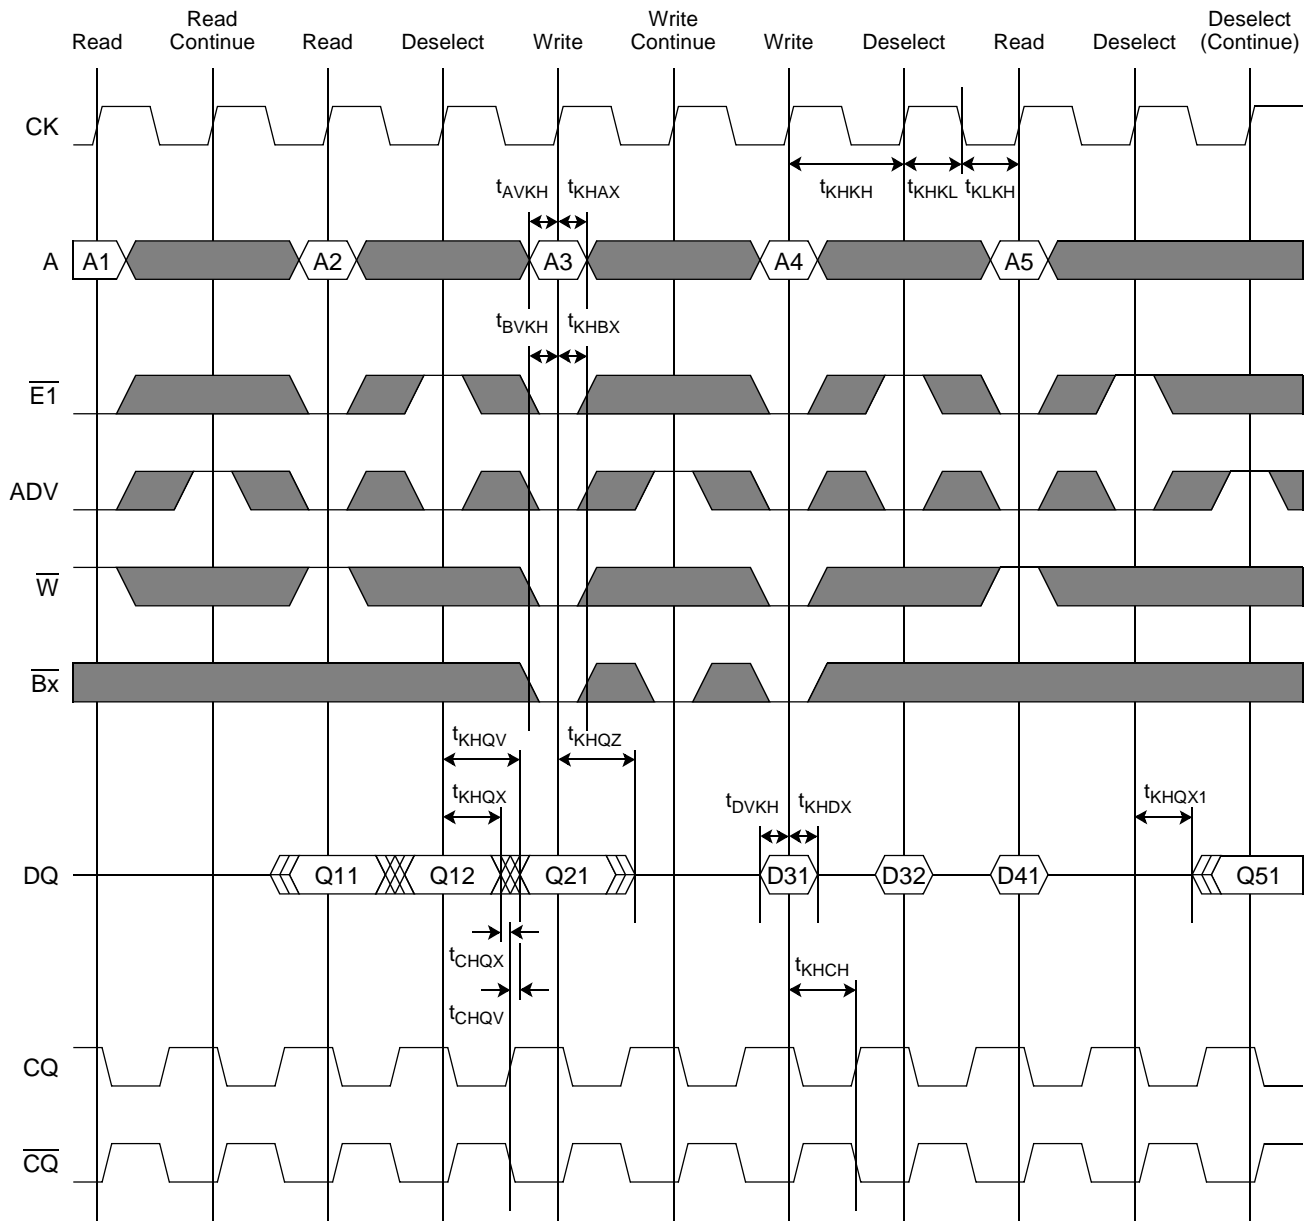 Read
Read Continue
Read
Deselect
Write
Write Continue
Write
Deselect
Read
Deselect
Deselect (Continue)
CK
tKHKH
tKHKL
tKLKH
tAVKH
tKHAX
A
A1
A2
A3
A4
A5
tBVKH
tKHBX
E1
ADV
W
Bx
tKHQV
tKHQZ
tKHQX
tDVKH
tKHDX
tKHQX1
DQ
Q11
Q12
Q21
D31
D32
D41
Q51
tCHQX
tKHCH
tCHQV
CQ
CQ